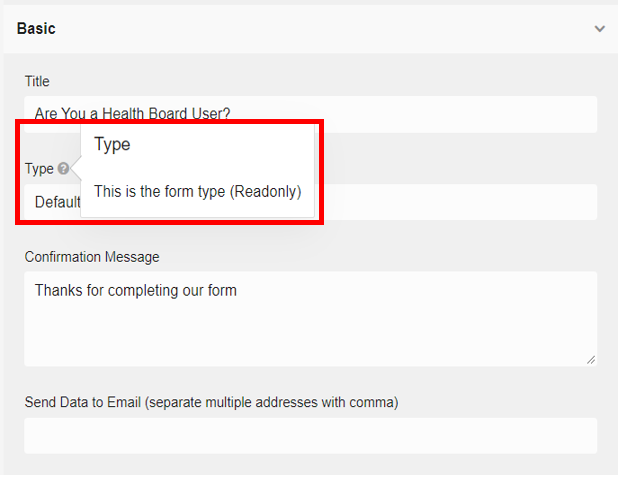 Basic
Title
Are You a Health Board User?
Type
Type
This is the form type (Readonly)
Default
Confirmation Message
Thanks for completing our form
Send Data to Email (separate multiple addresses with comma)